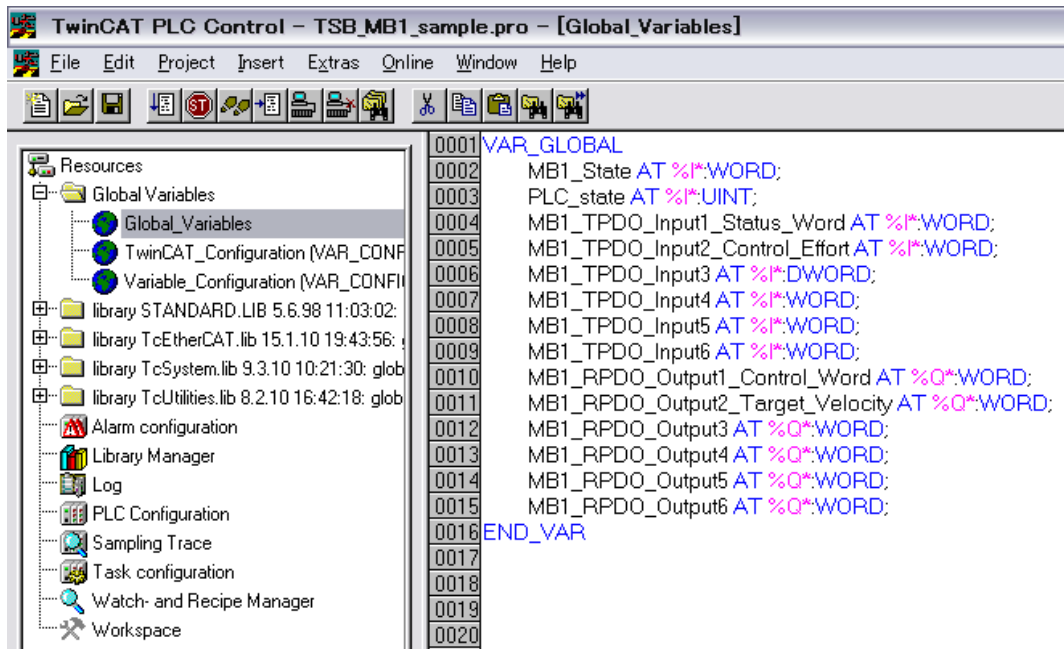 TwinCAT PLC Control - TSB_MB1_sample.pro - [Global_Variables]
File Edit Project Insert Extras Online Window Help
Resources
Global Variables
Global_Variables
TwinCAT_Configuration (VAR_CONF
Variable_Configuration (VAR_CONFI
library STANDARD.LIB 5.6.98 11:03:02:
library TcEtherCAT.lib 15.1.10 19:43:56:
library TcSystem.lib 9.3.10 10:21:30: glob
library TcUtilities.lib 8.2.10 16:42:18: glob
Alarm configuration
Library Manager
Log
PLC Configuration
Sampling Trace
Task configuration
Watch- and Recipe Manager
Workspace
0001 VAR_GLOBAL
0002 MB1_State AT %I*:WORD;
0003 PLC_state AT %I*:UINT;
0004 MB1_TPDO_Input1_Status_Word AT %I*:WORD;
0005 MB1_TPDO_Input2_Control_Effort AT %I*:WORD;
0006 MB1_TPDO_Input3 AT %I*:DWORD;
0007 MB1_TPDO_Input4 AT %I*:WORD;
0008 MB1_TPDO_Input5 AT %I*:WORD;
0009 MB1_TPDO_Input6 AT %I*:WORD;
0010 MB1_RPDO_Output1_Control_Word AT %Q*:WORD;
0011 MB1_RPDO_Output2_Target_Velocity AT %Q*:WORD;
0012 MB1_RPDO_Output3 AT %Q*:WORD;
0013 MB1_RPDO_Output4 AT %Q*:WORD;
0014 MB1_RPDO_Output5 AT %Q*:WORD;
0015 MB1_RPDO_Output6 AT %Q*:WORD;
0016 END_VAR
0017
0018
0019
0020